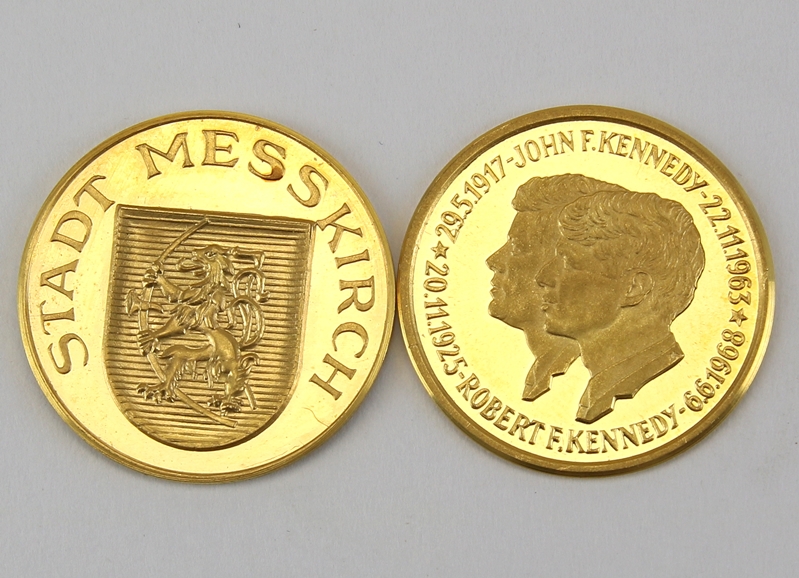 STADT MESSKIRCH
★29.5.1917-JOHN F.KENNEDY-22.11.1963★
20.11.1925-ROBERT F.KENNEDY-6.6.1968